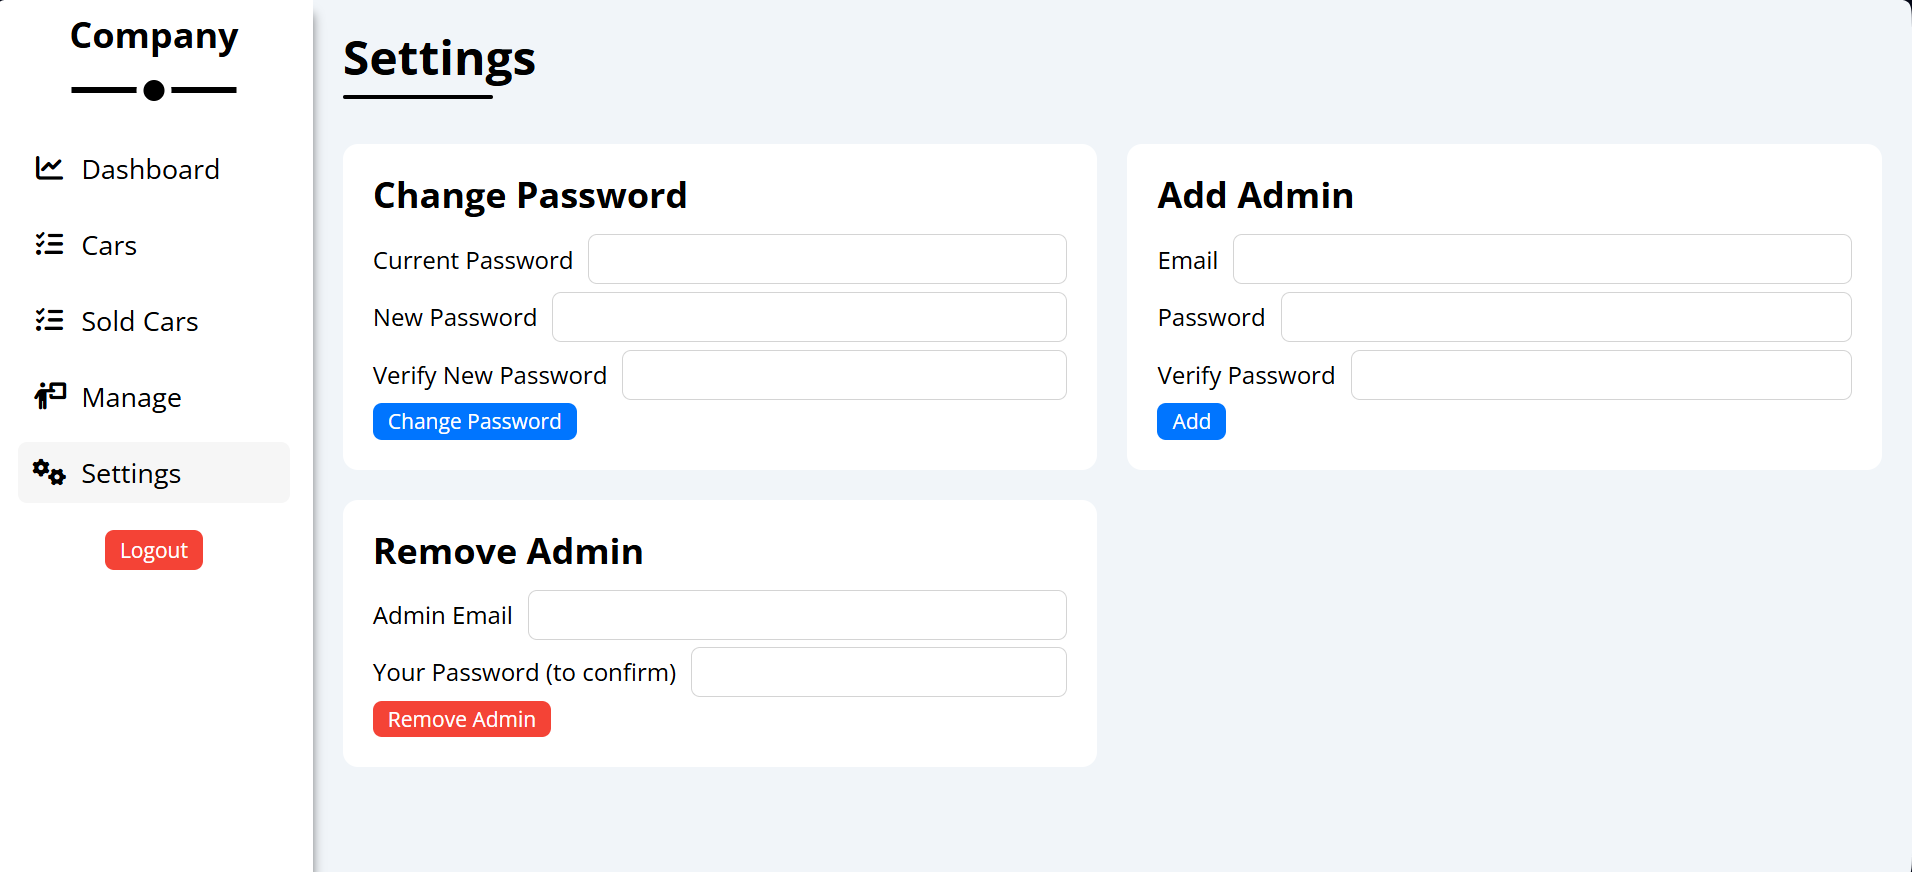 Company
Dashboard
Cars
Sold Cars
Manage
Settings
Logout
Settings
Change Password
Current Password
New Password
Verify New Password
Change Password
Add Admin
Email
Password
Verify Password
Add
Remove Admin
Admin Email
Your Password (to confirm)
Remove Admin